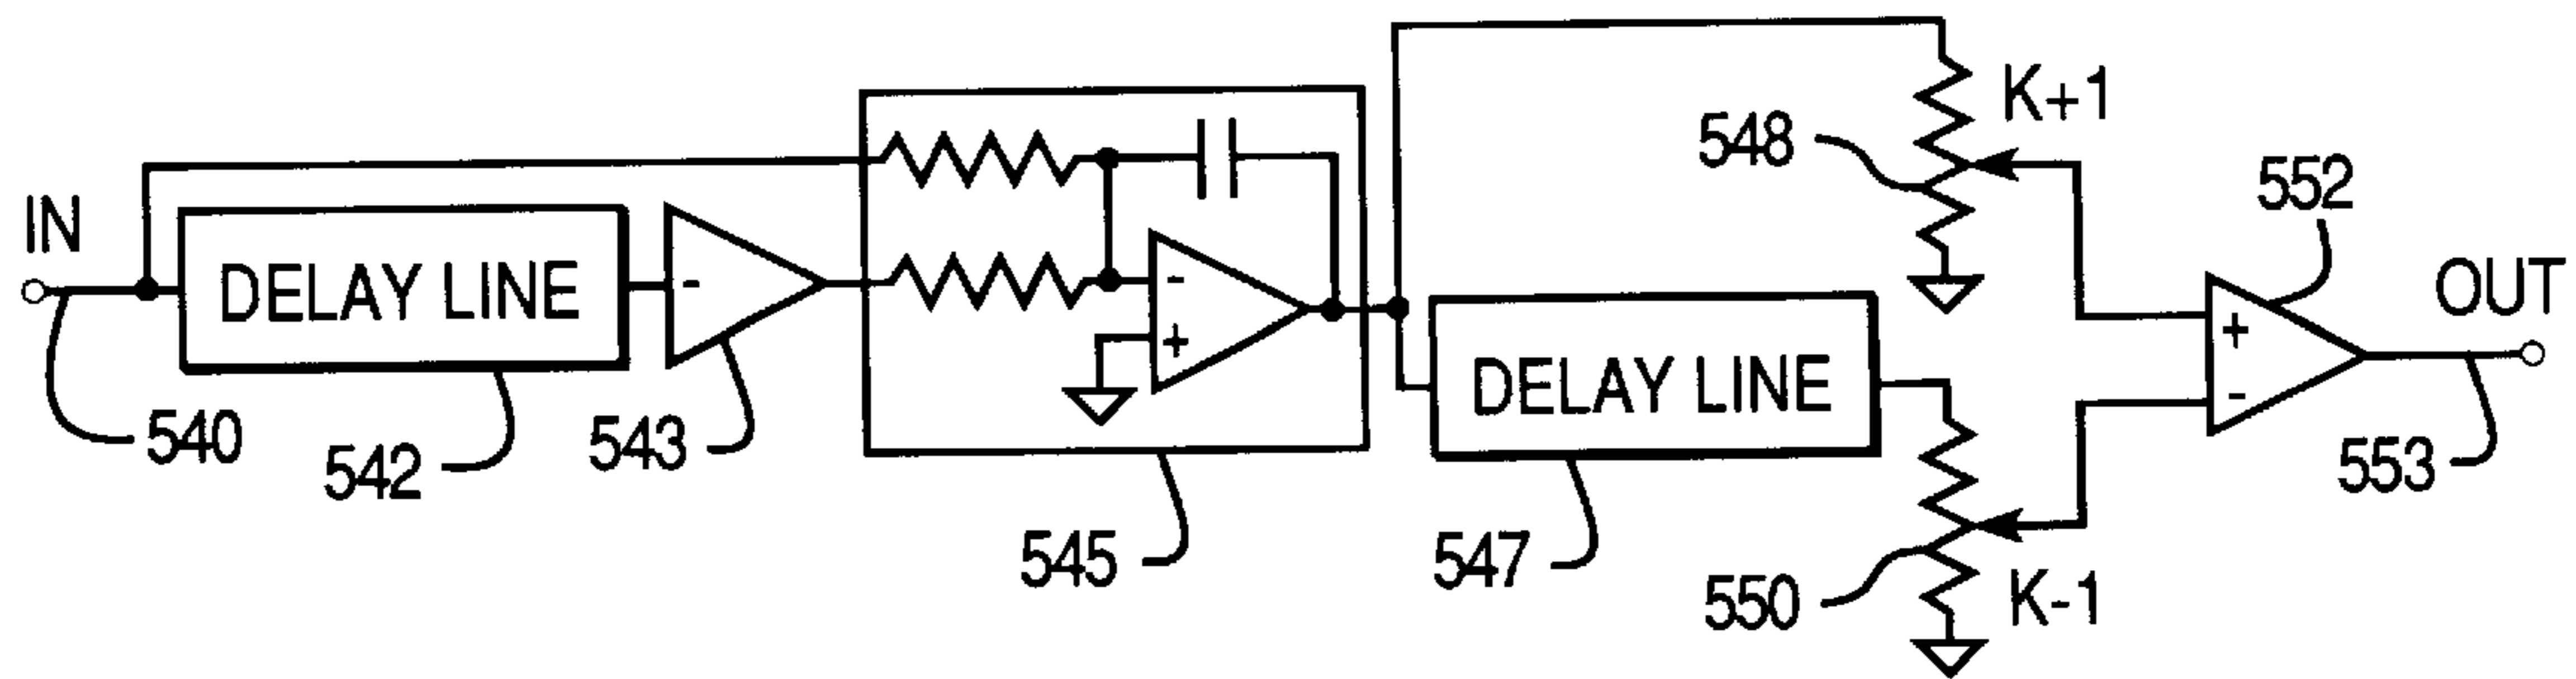 IN
540
DELAY LINE
542
-
543
-
+
545
DELAY LINE
547
548
K+1
550
K-1
+
-
552
OUT
553